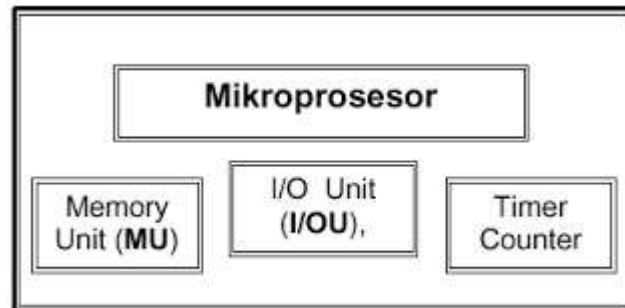 Mikroprosesor
Memory
Unit (MU)
I/O Unit
(I/OU),
Timer
Counter